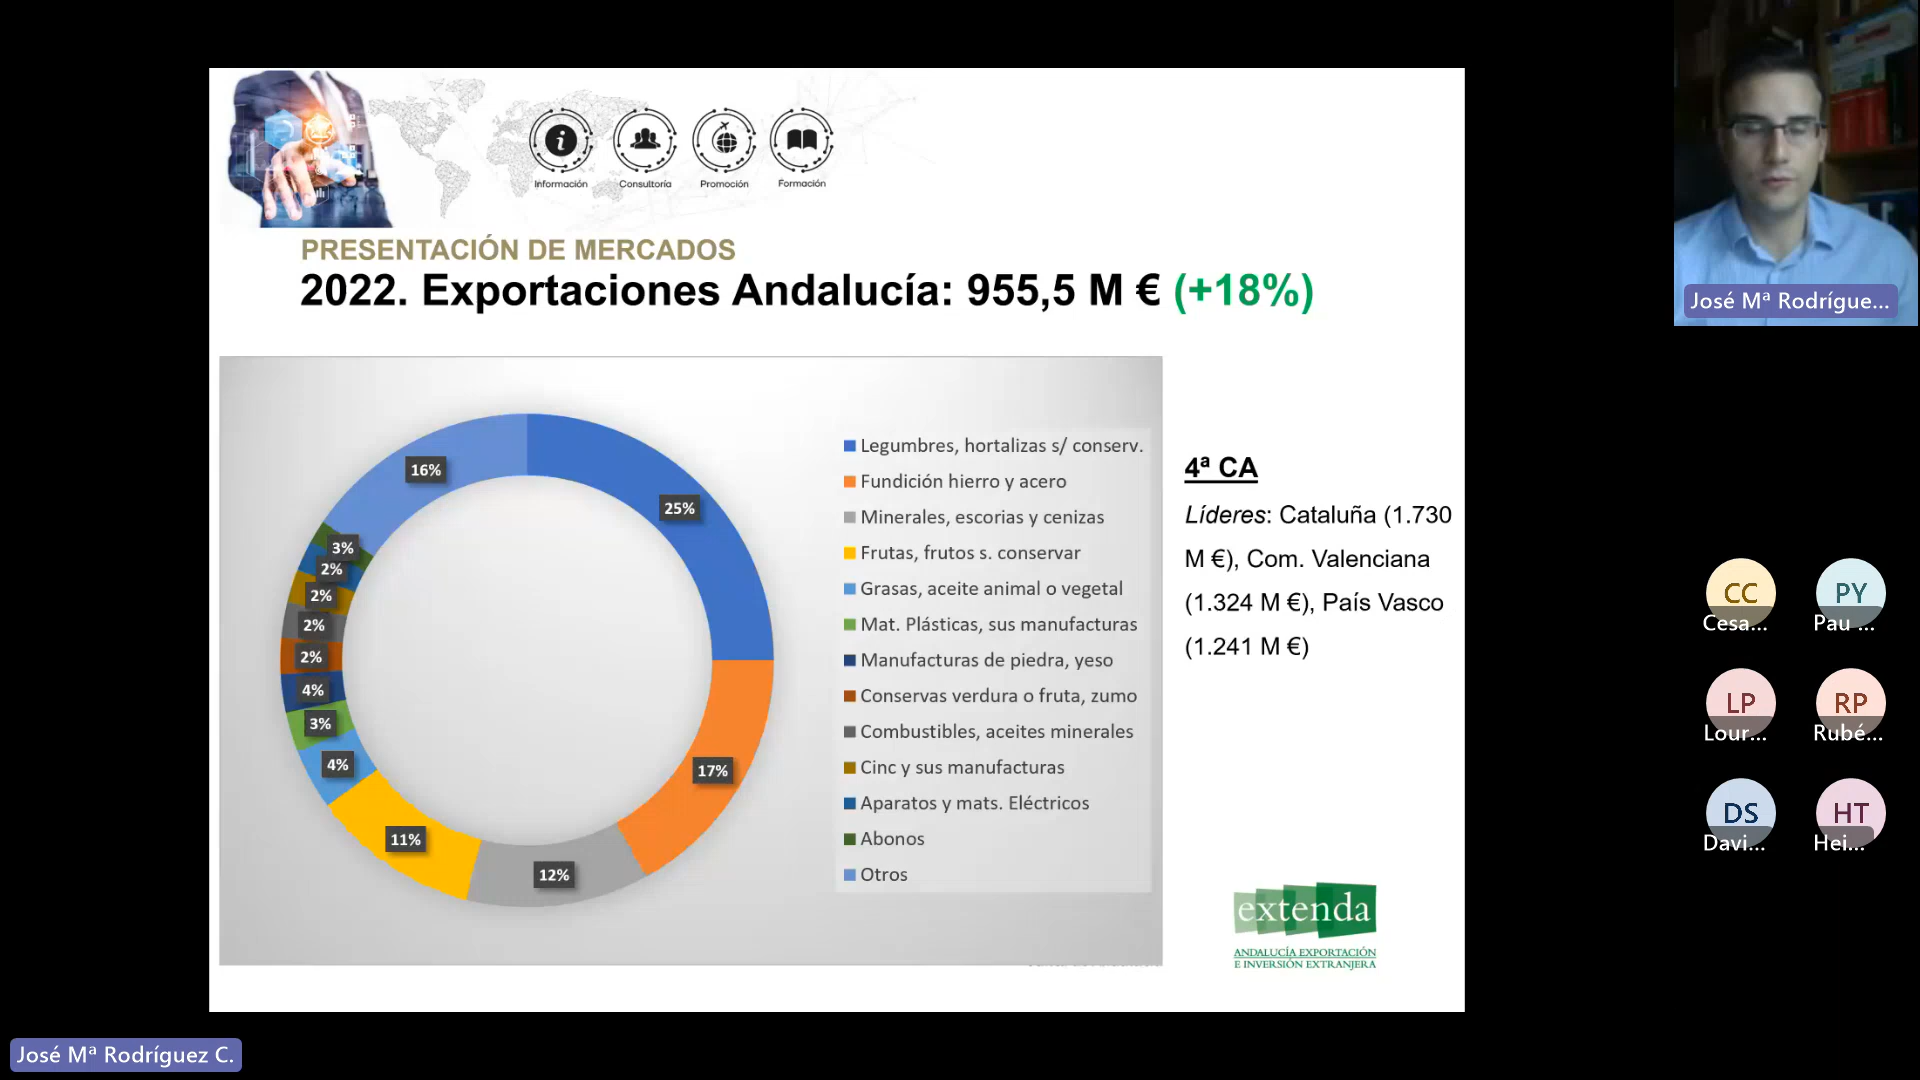 Información
Consultoría
Promoción
Formación
PRESENTACIÓN DE MERCADOS
2022. Exportaciones Andalucía: 955,5 M € (+18%)
16%
25%
3%
2%
2%
2%
2%
4%
3%
4%
11%
12%
17%
Legumbres, hortalizas s/ conserv.
Fundición hierro y acero
Minerales, escorias y cenizas
Frutas, frutos s. conservar
Grasas, aceite animal o vegetal
Mat. Plásticas, sus manufacturas
Manufacturas de piedra, yeso
Conservas verdura o fruta, zumo
Combustibles, aceites minerales
Cinc y sus manufacturas
Aparatos y mats. Eléctricos
Abonos
Otros
4ª CA
Líderes: Cataluña (1.730
M €), Com. Valenciana
(1.324 M €), País Vasco
(1.241 M €)
extenda
ANDALUCÍA EXPORTACIÓN
E INVERSIÓN EXTRANJERA
José Mª Rodrígue...
CC
Cesa...
PY
Pau ...
LP
Lour...
RP
Rubé...
DS
Davi...
HT
Hei...
José Mª Rodríguez C.